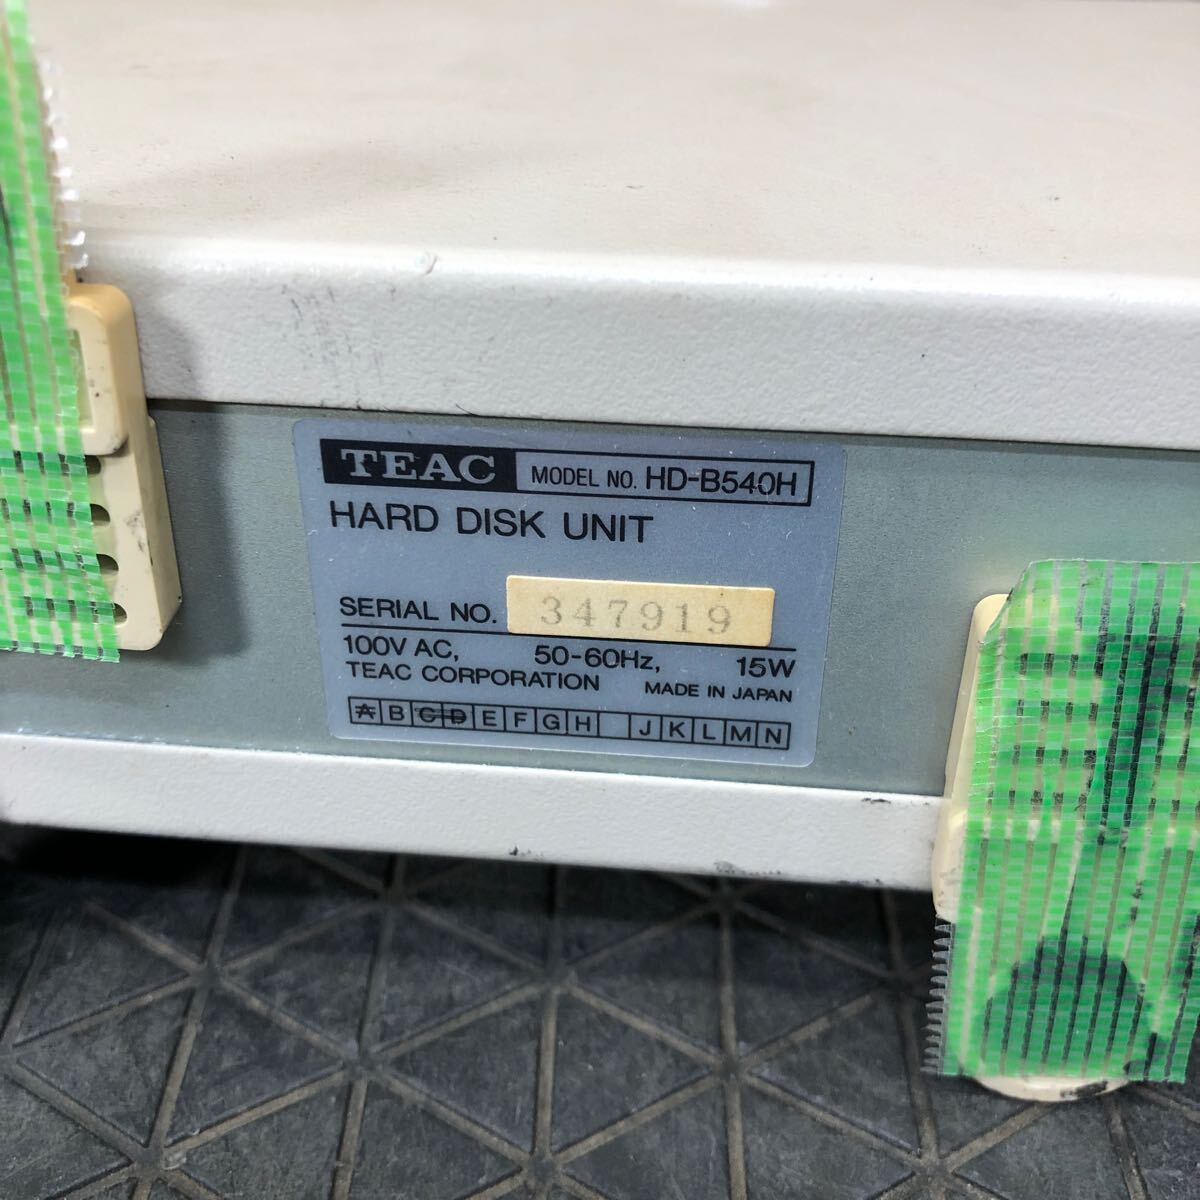 TEAC MODEL NO. HD-B540H
HARD DISK UNIT
SERIAL NO. 347919
100V AC, 50-60Hz, 15W
TEAC CORPORATION MADE IN JAPAN
A B C D E F G H J K L M N